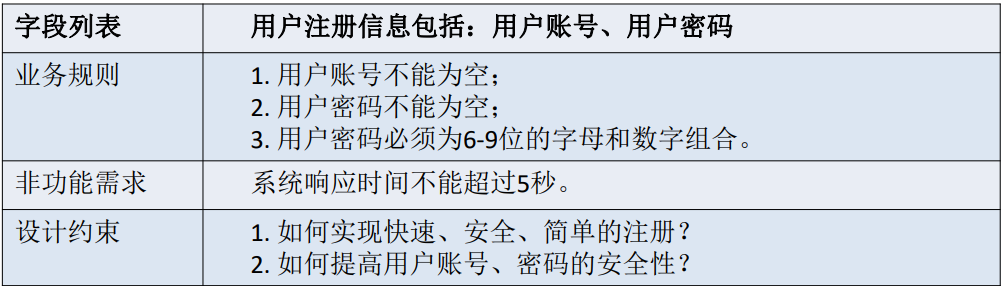 字段列表 用户注册信息包括：用户账号、用户密码
业务规则 1. 用户账号不能为空；
2. 用户密码不能为空；
3. 用户密码必须为6-9位的字母和数字组合。
非功能需求 系统响应时间不能超过5秒。
设计约束 1. 如何实现快速、安全、简单的注册？
2. 如何提高用户账号、密码的安全性？